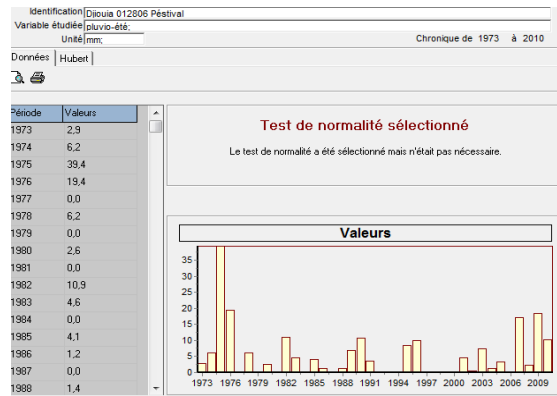 Identification Djiouia 012806 Péstival
Variable étudiée pluvio-été;
Unité mm; Chronique de 1973 à 2010
Données Hubert
Période Valeurs
1973 2,9
1974 6,2
1975 39,4
1976 19,4
1977 0,0
1978 6,2
1979 0,0
1980 2,6
1981 0,0
1982 10,9
1983 4,6
1984 0,0
1985 4,1
1986 1,2
1987 0,0
1988 1,4
Test de normalité sélectionné
Le test de normalité a été sélectionné mais n'était pas nécessaire.
Valeurs
35
30
25
20
15
10
5
0
1973 1976 1979 1982 1985 1988 1991 1994 1997 2000 2003 2006 2009